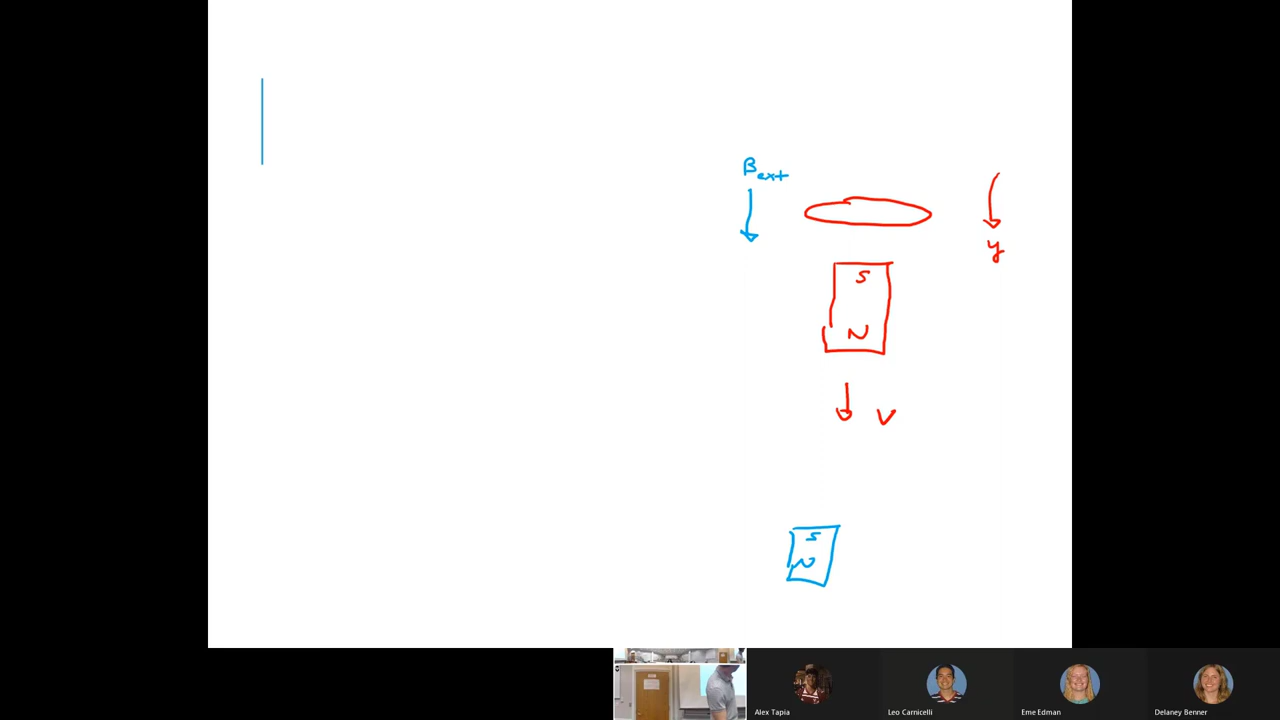 Bext
y
S
N
V
S
N
Alex Tapia
Leo Carnicelli
Eme Edman
Delaney Benner